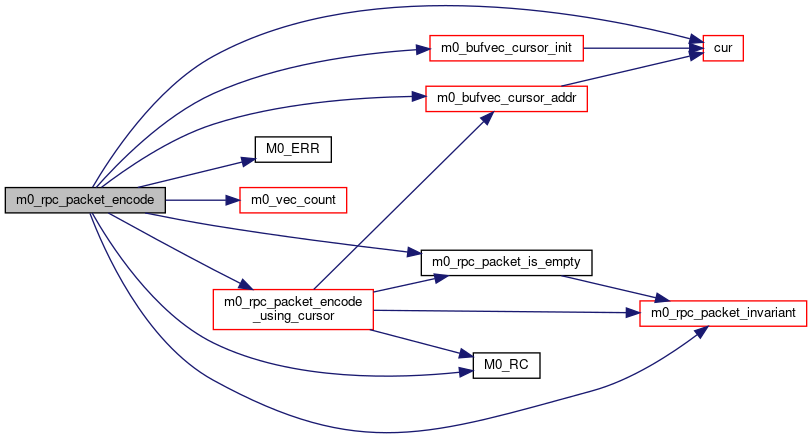 m0_bufvec_cursor_init
cur
m0_bufvec_cursor_addr
M0_ERR
m0_rpc_packet_encode
m0_vec_count
m0_rpc_packet_is_empty
m0_rpc_packet_encode
_using_cursor
m0_rpc_packet_invariant
M0_RC